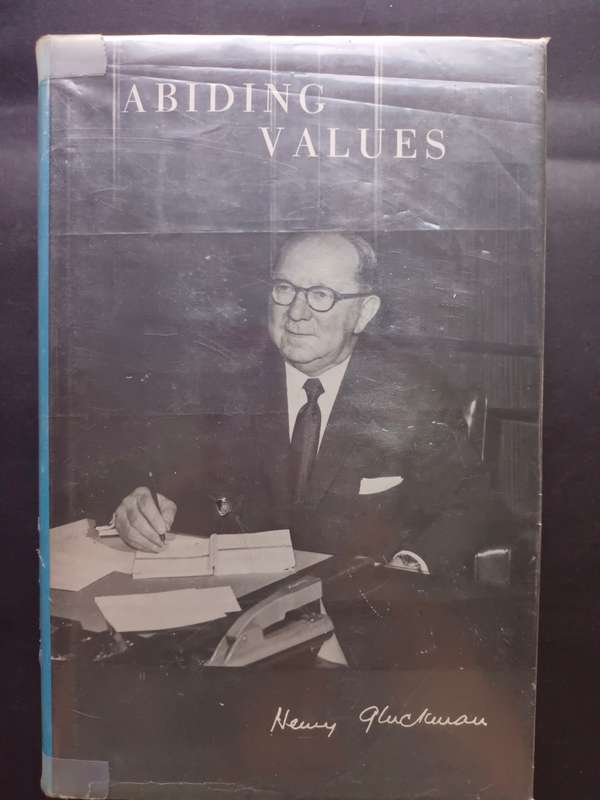 ABIDING
VALUES
Henry Gluckman